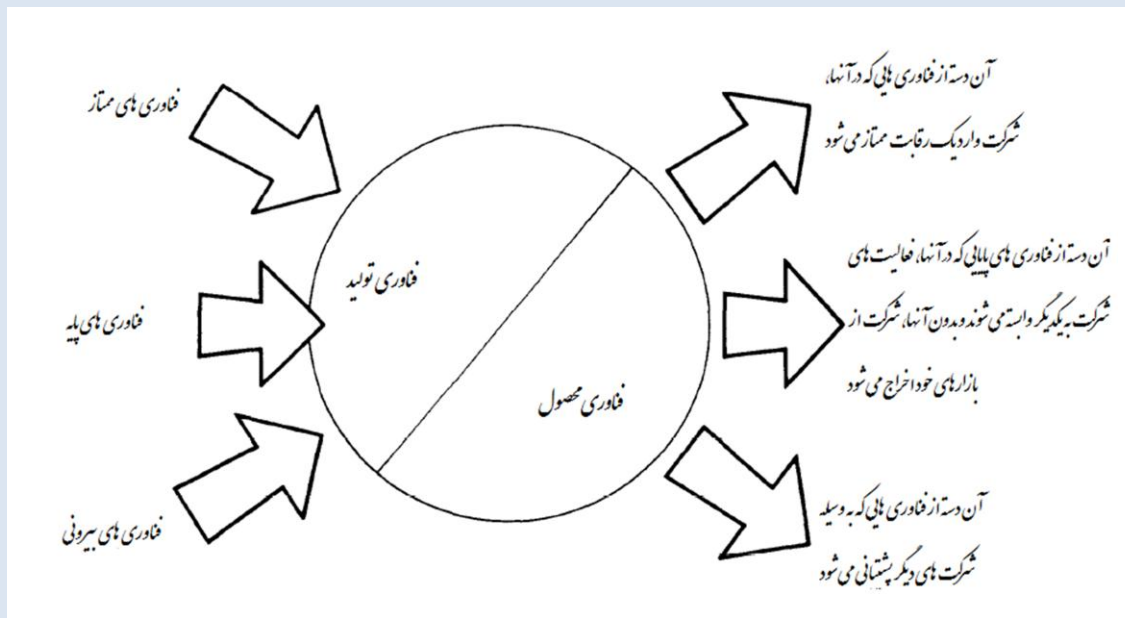 فناوری های ممتاز
آن دسته از فناوری هایی که در آنها،
شرکت وارد یک رقابت ممتاز می شود
فناوری تولید
فناوری های پایه
آن دسته از فناوری های پایایی که در آنها، فعالیت های
شرکت به یکدیگر وابسته می شوند و بدون آنها، شرکت از
بازارهای خود اخراج می شود
فناوری محصول
فناوری های بیرونی
آن دسته از فناوری هایی که به وسیله
شرکت های دیگر پشتیبانی می شود